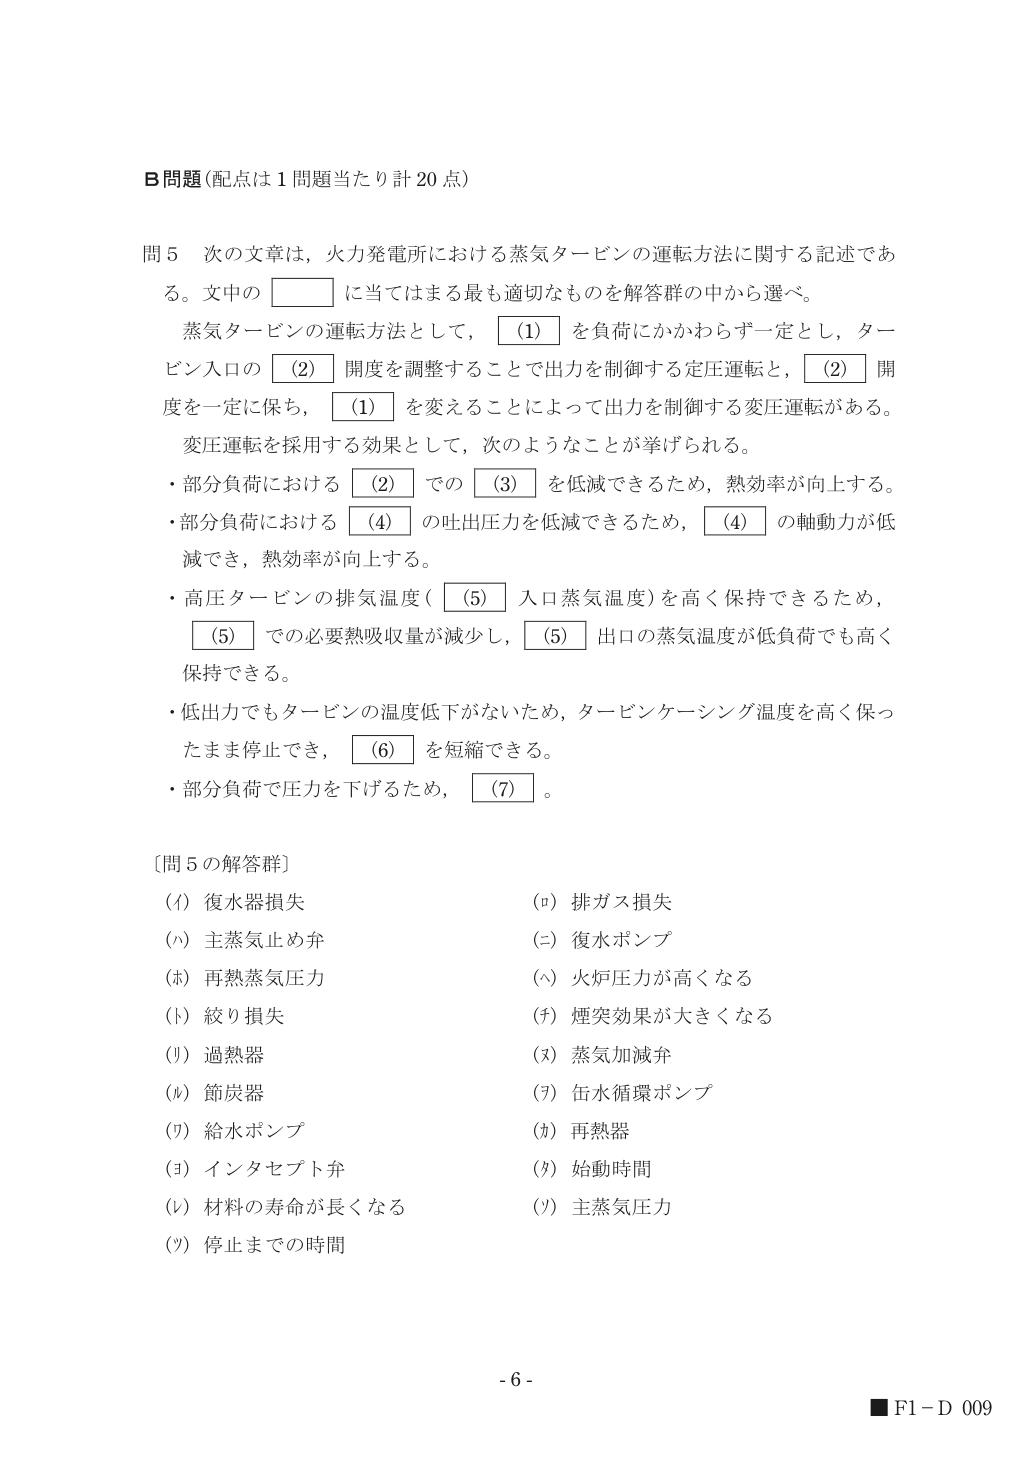 B問題(配点は1問題当たり計20点)
問5 次の文章は，火力発電所における蒸気タービンの運転方法に関する記述であ
る。文中の に当てはまる最も適切なものを解答群の中から選べ。
蒸気タービンの運転方法として， (1) を負荷にかかわらず一定とし，ター
ビン入口の (2) 開度を調整することで出力を制御する定圧運転と， (2) 開
度を一定に保ち， (1) を変えることによって出力を制御する変圧運転がある。
変圧運転を採用する効果として，次のようなことが挙げられる。
・部分負荷における (2) での (3) を低減できるため，熱効率が向上する。
・部分負荷における (4) の吐出圧力を低減できるため， (4) の軸動力が低
減でき，熱効率が向上する。
・高圧タービンの排気温度( (5) 入口蒸気温度)を高く保持できるため，
(5) での必要熱吸収量が減少し， (5) 出口の蒸気温度が低負荷でも高く
保持できる。
・低出力でもタービンの温度低下がないため，タービンケーシング温度を高く保っ
たまま停止でき， (6) を短縮できる。
・部分負荷で圧力を下げるため， (7) 。
〔問5の解答群〕
(イ) 復水器損失 (ロ) 排ガス損失
(ハ) 主蒸気止め弁 (ニ) 復水ポンプ
(ホ) 再熱蒸気圧力 (ヘ) 火炉圧力が高くなる
(ト) 絞り損失 (チ) 煙突効果が大きくなる
(リ) 過熱器 (ヌ) 蒸気加減弁
(ル) 節炭器 (ヲ) 缶水循環ポンプ
(ワ) 給水ポンプ (カ) 再熱器
(ヨ) インタセプト弁 (タ) 始動時間
(レ) 材料の寿命が長くなる (ソ) 主蒸気圧力
(ツ) 停止までの時間
- 6 -
■F1－D 009